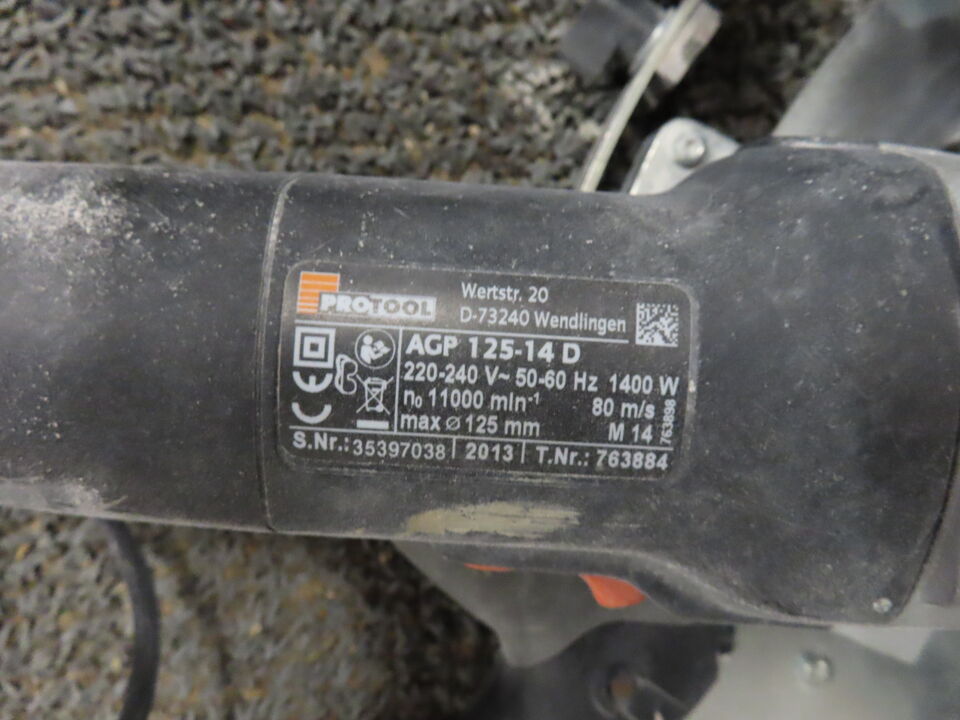 PROTOOL
Wertstr. 20
D-73240 Wendlingen
AGP 125-14 D
220-240 V~ 50-60 Hz 1400 W
n₀ 11000 min⁻¹ 80 m/s
max ⌀ 125 mm M 14
763898
CE
S.Nr.: 35397038 | 2013 | T.Nr.: 763884